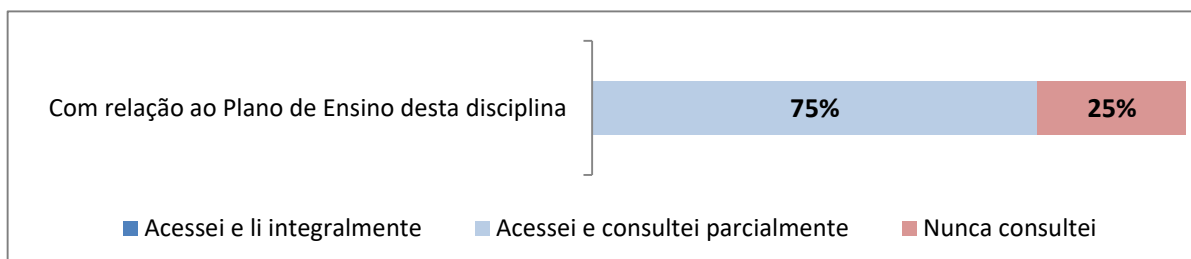 Com relação ao Plano de Ensino desta disciplina 75% 25%
Acessei e li integralmente Acessei e consultei parcialmente Nunca consultei